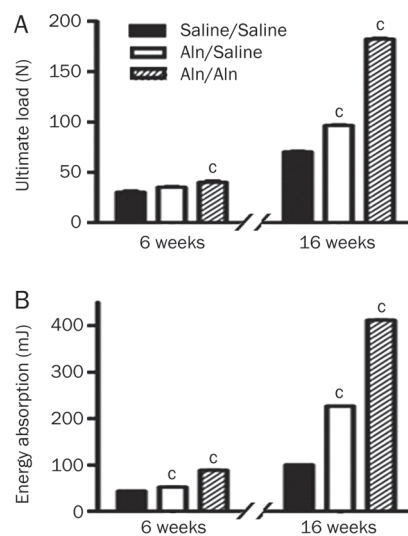 A
Saline/Saline
Aln/Saline
Aln/Aln
Ultimate load (N)
200
150
100
50
0
c
c
c
6 weeks
16 weeks
B
Energy absorption (mJ)
400
300
200
100
0
c
c
c
c
6 weeks
16 weeks